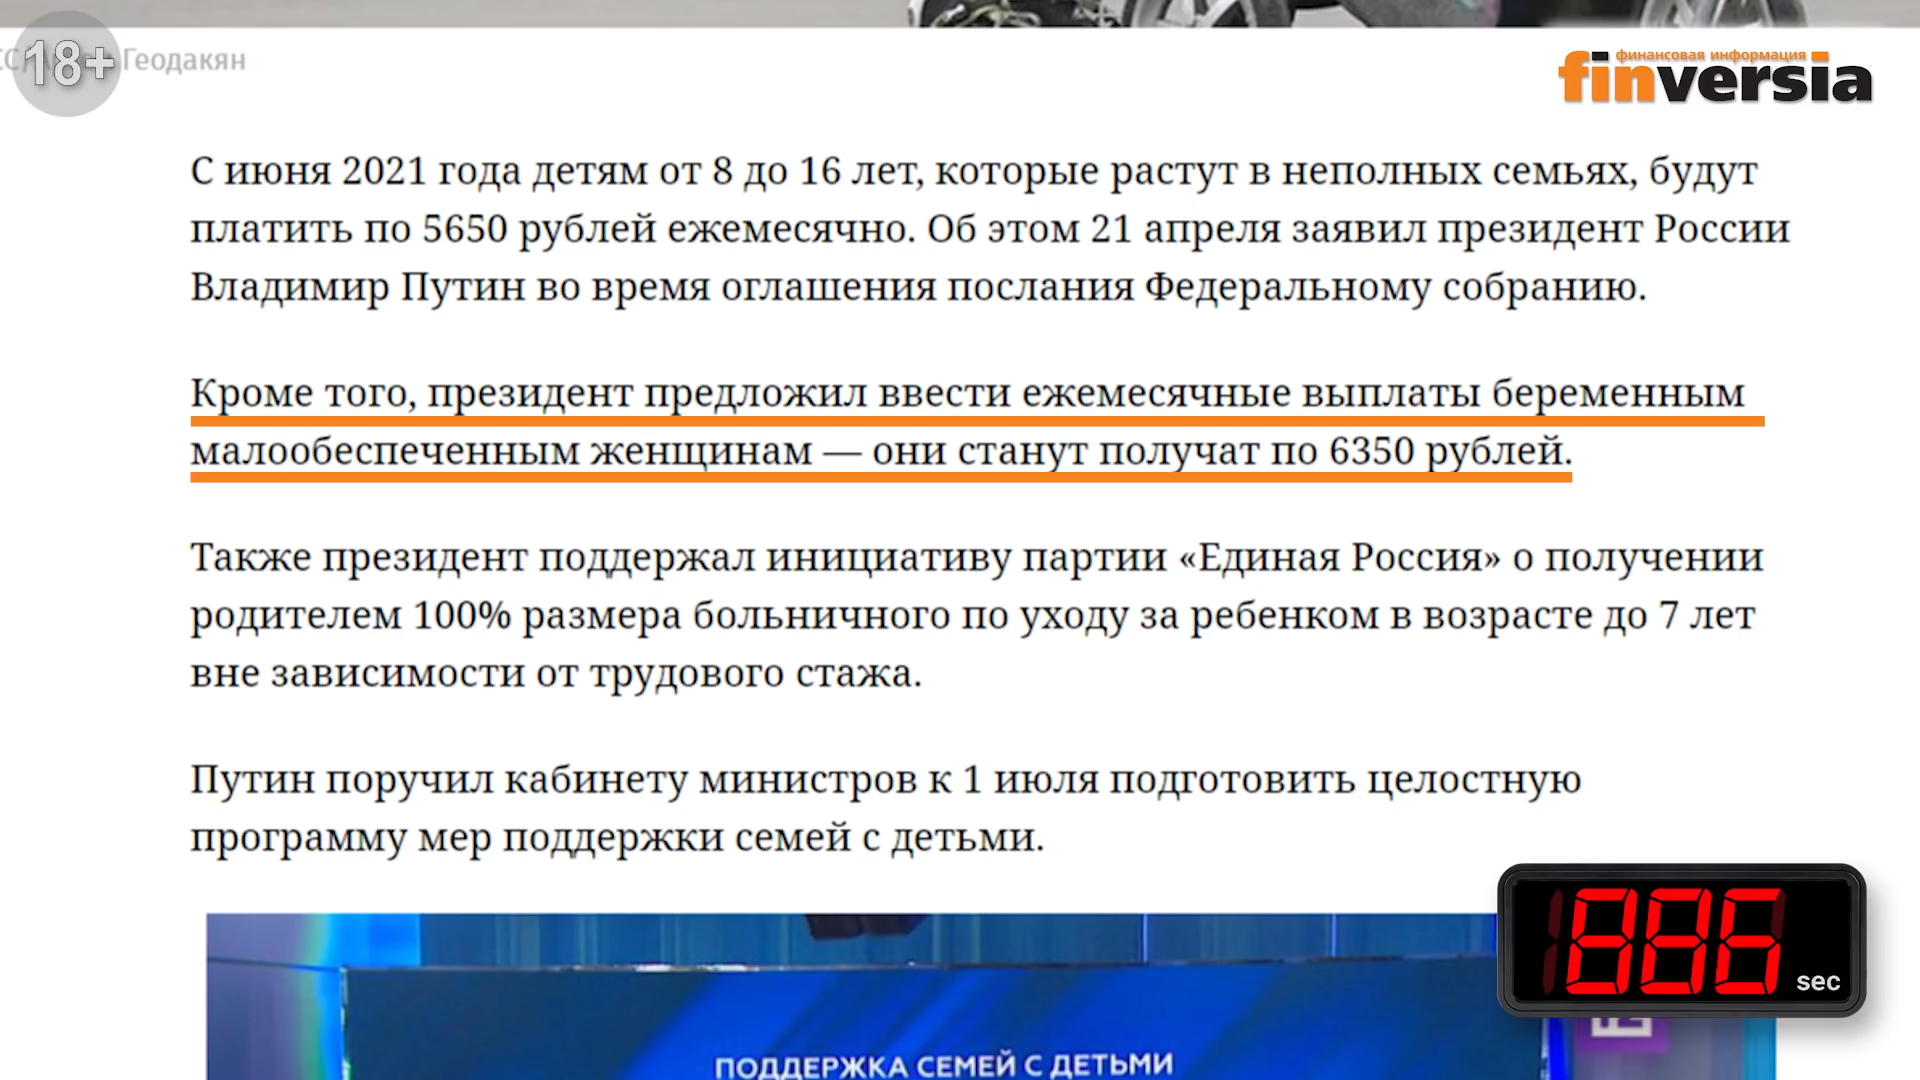 18+
Геодакян
финансовая информация
finversia
С июня 2021 года детям от 8 до 16 лет, которые растут в неполных семьях, будут
платить по 5650 рублей ежемесячно. Об этом 21 апреля заявил президент России
Владимир Путин во время оглашения послания Федеральному собранию.
Кроме того, президент предложил ввести ежемесячные выплаты беременным
малообеспеченным женщинам — они станут получат по 6350 рублей.
Также президент поддержал инициативу партии «Единая Россия» о получении
родителем 100% размера больничного по уходу за ребенком в возрасте до 7 лет
вне зависимости от трудового стажа.
Путин поручил кабинету министров к 1 июля подготовить целостную
программу мер поддержки семей с детьми.
sec
ПОДДЕРЖКА СЕМЕЙ С ДЕТЬМИ